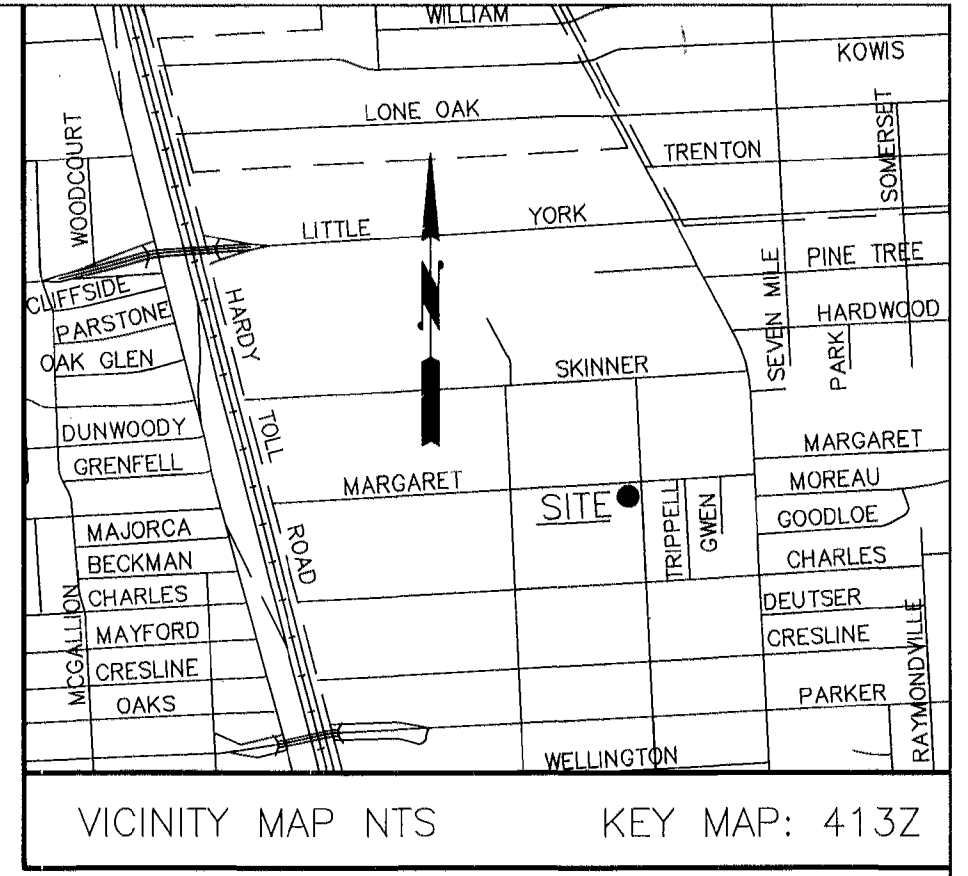 WILLIAM
KOWIS
LONE OAK
WOODCOURT
TRENTON
SOMERSET
LITTLE YORK
PINE TREE
CLIFFSIDE
HARDY TOLL ROAD
SEVEN MILE
HARDWOOD
PARSTONE
PARK
OAK GLEN
SKINNER
N
DUNWOODY
MARGARET
GRENFELL
MARGARET
MOREAU
SITE
TRIPPELL
GWEN
GOODLOE
MAJORCA
BECKMAN
CHARLES
CHARLES
MCGALLION
DEUTSER
RAYMONDVILLE
MAYFORD
CRESLINE
CRESLINE
PARKER
OAKS
WELLINGTON
VICINITY MAP NTS KEY MAP: 413Z